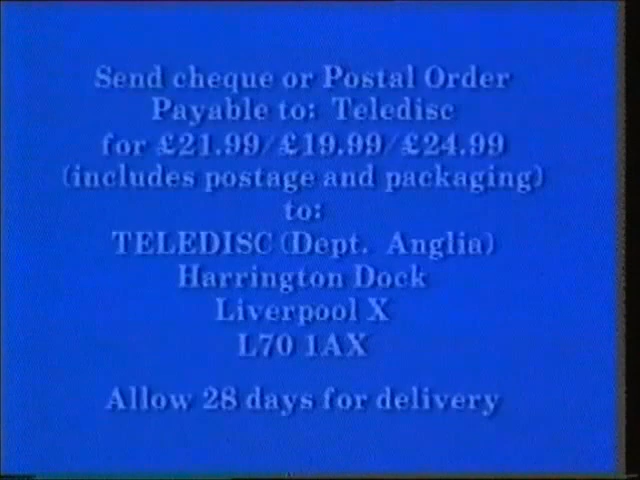 Send cheque or Postal Order
Payable to: Teledisc
for £21.99/£19.99/£24.99
(includes postage and packaging)
to:
TELEDISC (Dept. Anglia)
Harrington Dock
Liverpool X
L70 1AX
Allow 28 days for delivery